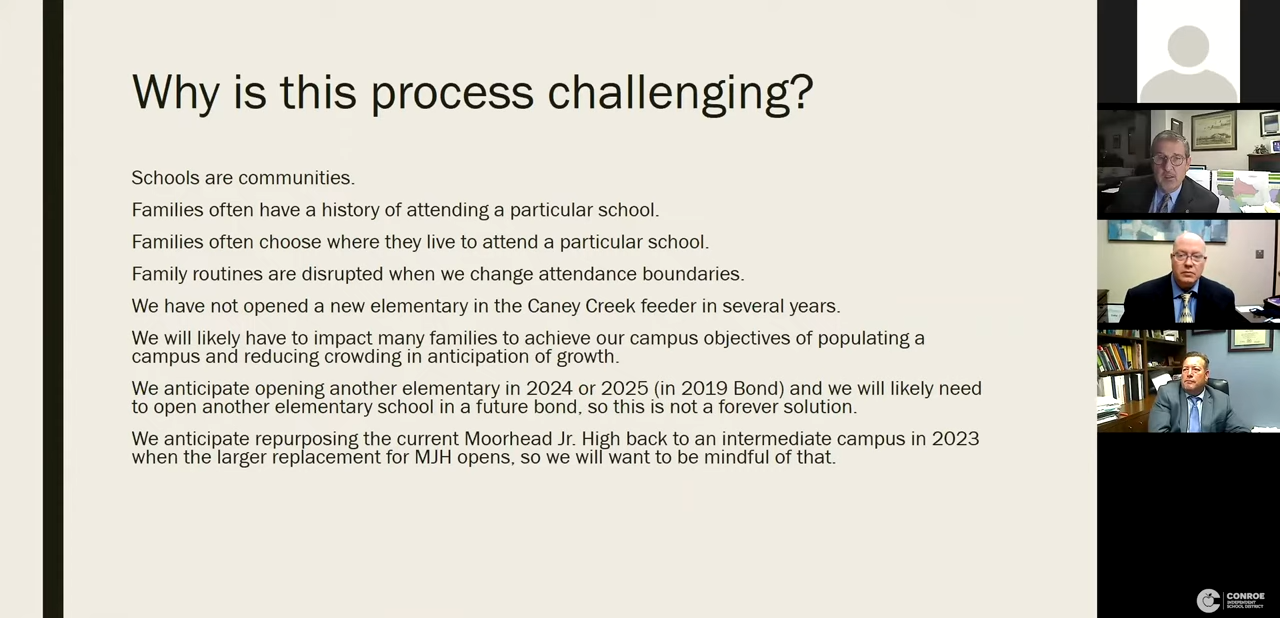 Why is this process challenging?
Schools are communities.
Families often have a history of attending a particular school.
Families often choose where they live to attend a particular school.
Family routines are disrupted when we change attendance boundaries.
We have not opened a new elementary in the Caney Creek feeder in several years.
We will likely have to impact many families to achieve our campus objectives of populating a
campus and reducing crowding in anticipation of growth.
We anticipate opening another elementary in 2024 or 2025 (in 2019 Bond) and we will likely need
to open another elementary school in a future bond, so this is not a forever solution.
We anticipate repurposing the current Moorhead Jr. High back to an intermediate campus in 2023
when the larger replacement for MJH opens, so we will want to be mindful of that.
CONROE
INDEPENDENT
SCHOOL DISTRICT